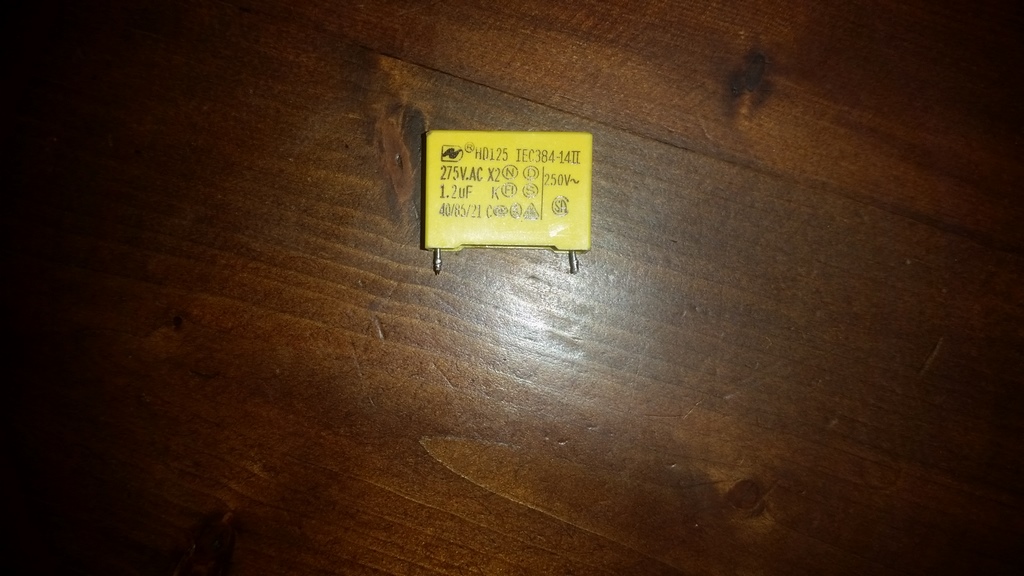 ® HD125 IEC384-14II
275V.AC X2 N D 250V~
1.2uF K
40/85/21 C